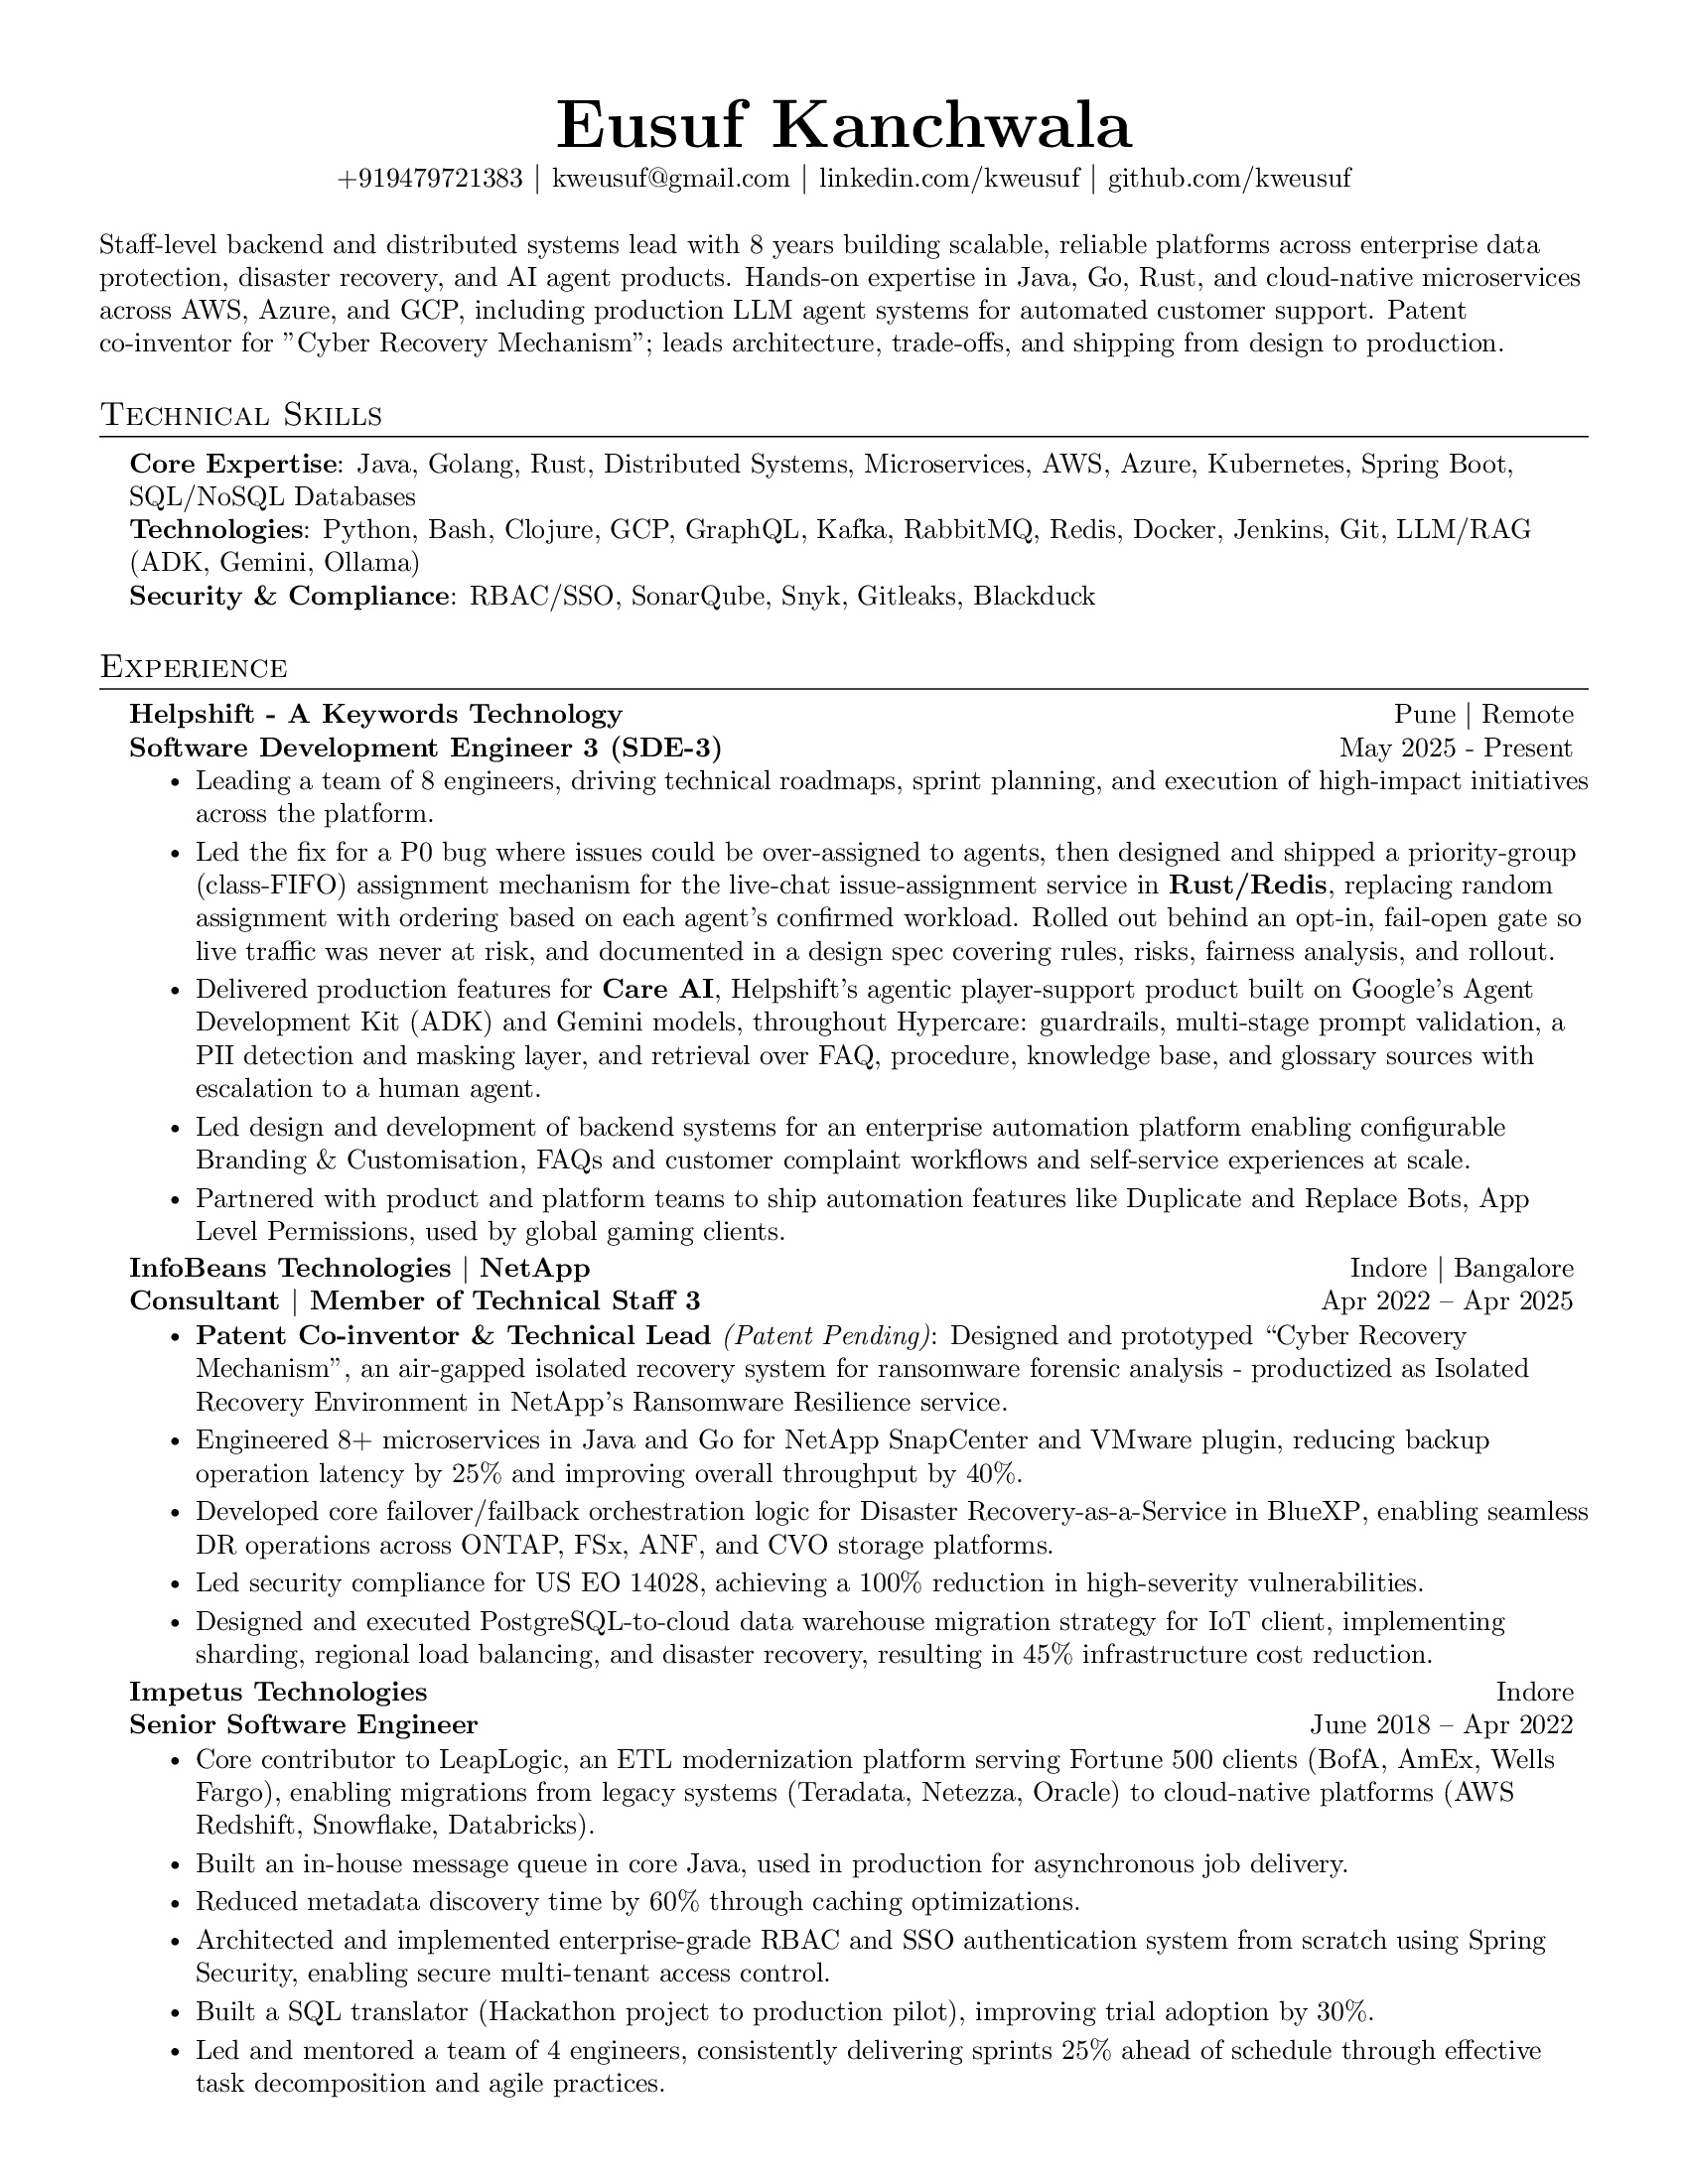 Eusuf Kanchwala
+919479721383 | kweusuf@gmail.com | linkedin.com/kweusuf | github.com/kweusuf
Staff-level backend and distributed systems lead with 8 years building scalable, reliable platforms across enterprise data
protection, disaster recovery, and AI agent products. Hands-on expertise in Java, Go, Rust, and cloud-native microservices
across AWS, Azure, and GCP, including production LLM agent systems for automated customer support. Patent
co-inventor for ”Cyber Recovery Mechanism”; leads architecture, trade-offs, and shipping from design to production.
Technical Skills
Core Expertise: Java, Golang, Rust, Distributed Systems, Microservices, AWS, Azure, Kubernetes, Spring Boot,
SQL/NoSQL Databases
Technologies: Python, Bash, Clojure, GCP, GraphQL, Kafka, RabbitMQ, Redis, Docker, Jenkins, Git, LLM/RAG
(ADK, Gemini, Ollama)
Security & Compliance: RBAC/SSO, SonarQube, Snyk, Gitleaks, Blackduck
Experience
Helpshift - A Keywords Technology Pune | Remote
Software Development Engineer 3 (SDE-3) May 2025 - Present
• Leading a team of 8 engineers, driving technical roadmaps, sprint planning, and execution of high-impact initiatives
across the platform.
• Led the fix for a P0 bug where issues could be over-assigned to agents, then designed and shipped a priority-group
(class-FIFO) assignment mechanism for the live-chat issue-assignment service in Rust/Redis, replacing random
assignment with ordering based on each agent’s confirmed workload. Rolled out behind an opt-in, fail-open gate so
live traffic was never at risk, and documented in a design spec covering rules, risks, fairness analysis, and rollout.
• Delivered production features for Care AI, Helpshift’s agentic player-support product built on Google’s Agent
Development Kit (ADK) and Gemini models, throughout Hypercare: guardrails, multi-stage prompt validation, a
PII detection and masking layer, and retrieval over FAQ, procedure, knowledge base, and glossary sources with
escalation to a human agent.
• Led design and development of backend systems for an enterprise automation platform enabling configurable
Branding & Customisation, FAQs and customer complaint workflows and self-service experiences at scale.
• Partnered with product and platform teams to ship automation features like Duplicate and Replace Bots, App
Level Permissions, used by global gaming clients.
InfoBeans Technologies | NetApp Indore | Bangalore
Consultant | Member of Technical Staff 3 Apr 2022 – Apr 2025
• Patent Co-inventor & Technical Lead (Patent Pending): Designed and prototyped “Cyber Recovery
Mechanism”, an air-gapped isolated recovery system for ransomware forensic analysis - productized as Isolated
Recovery Environment in NetApp’s Ransomware Resilience service.
• Engineered 8+ microservices in Java and Go for NetApp SnapCenter and VMware plugin, reducing backup
operation latency by 25% and improving overall throughput by 40%.
• Developed core failover/failback orchestration logic for Disaster Recovery-as-a-Service in BlueXP, enabling seamless
DR operations across ONTAP, FSx, ANF, and CVO storage platforms.
• Led security compliance for US EO 14028, achieving a 100% reduction in high-severity vulnerabilities.
• Designed and executed PostgreSQL-to-cloud data warehouse migration strategy for IoT client, implementing
sharding, regional load balancing, and disaster recovery, resulting in 45% infrastructure cost reduction.
Impetus Technologies Indore
Senior Software Engineer June 2018 – Apr 2022
• Core contributor to LeapLogic, an ETL modernization platform serving Fortune 500 clients (BofA, AmEx, Wells
Fargo), enabling migrations from legacy systems (Teradata, Netezza, Oracle) to cloud-native platforms (AWS
Redshift, Snowflake, Databricks).
• Built an in-house message queue in core Java, used in production for asynchronous job delivery.
• Reduced metadata discovery time by 60% through caching optimizations.
• Architected and implemented enterprise-grade RBAC and SSO authentication system from scratch using Spring
Security, enabling secure multi-tenant access control.
• Built a SQL translator (Hackathon project to production pilot), improving trial adoption by 30%.
• Led and mentored a team of 4 engineers, consistently delivering sprints 25% ahead of schedule through effective
task decomposition and agile practices.